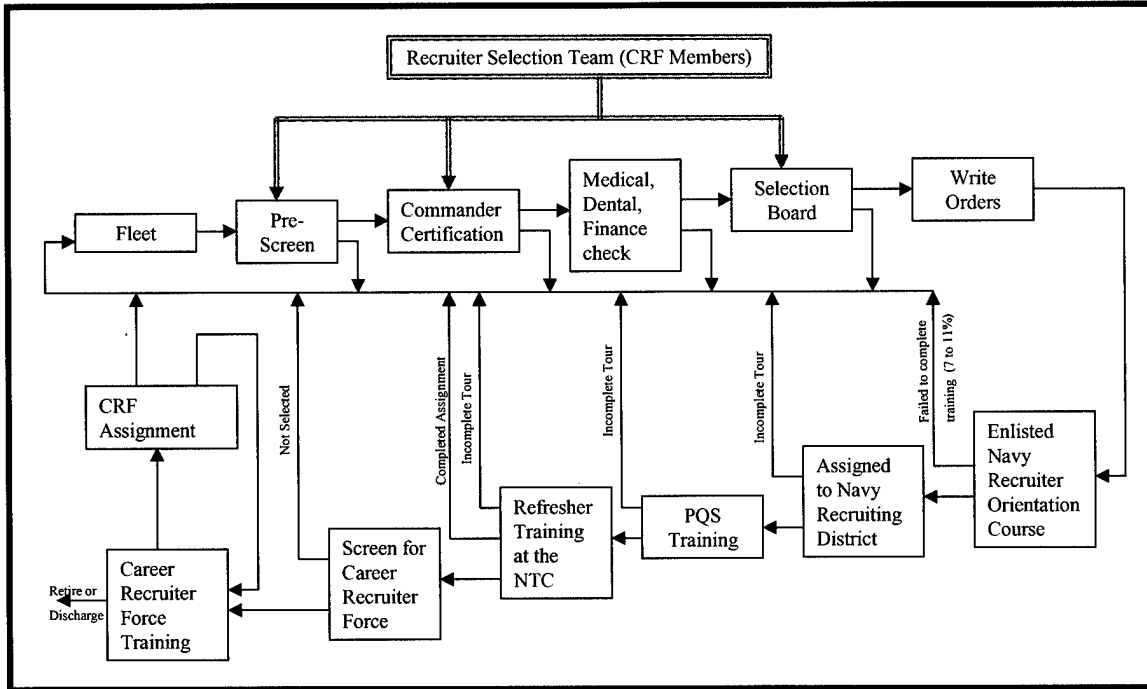 Recruiter Selection Team (CRF Members)
Fleet
Pre-
Screen
Commander
Certification
Medical,
Dental,
Finance
check
Selection
Board
Write
Orders
CRF
Assignment
Not Selected
Completed Assignment
Incomplete Tour
Incomplete Tour
Incomplete Tour
Failed to complete
training (7 to 11%)
Enlisted
Navy
Recruiter
Orientation
Course
Assigned
to Navy
Recruiting
District
PQS
Training
Refresher
Training
at the
NTC
Screen for
Career
Recruiter
Force
Career
Recruiter
Force
Training
Retire or
Discharge